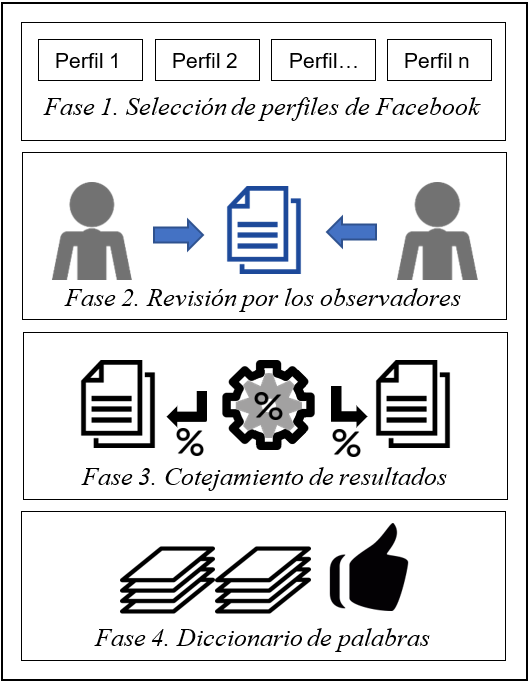 Perfil 1 Perfil 2 Perfil... Perfil n
Fase 1. Selección de perfiles de Facebook
Fase 2. Revisión por los observadores
%
% %
Fase 3. Cotejamiento de resultados
Fase 4. Diccionario de palabras